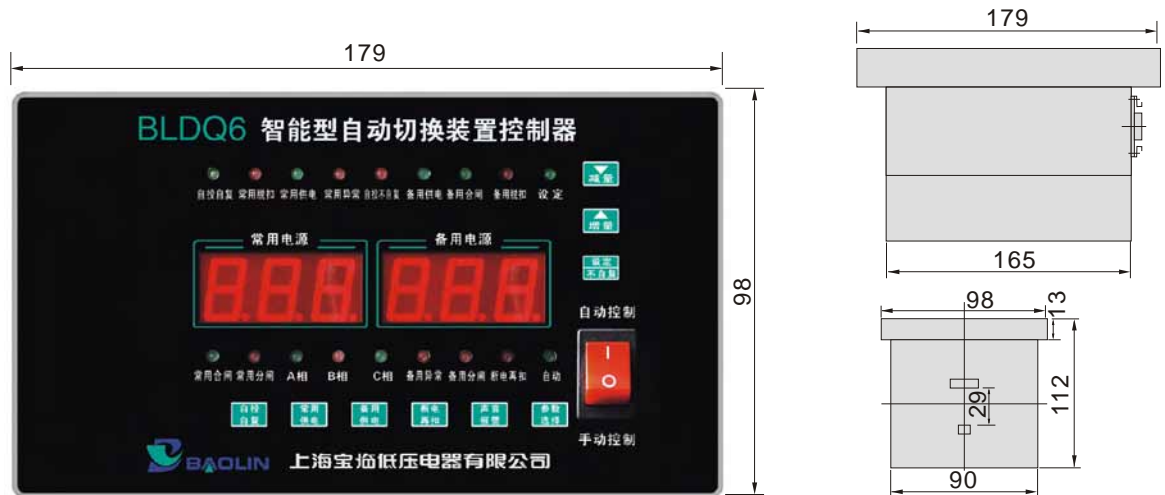 179
BLDQ6 智能型自动切换装置控制器
自投自复 常用脱扣 常用供电 常用异常 自投不自复 备用供电 备用合闸 备用脱扣 设定
减量
增量
设定
不自复
常用电源 备用电源
8.8.8. 8.8.8.
自动控制
I
O
手动控制
常用合闸 常用分闸 A相 B相 C相 备用异常 备用分闸 断电再扣 自动
自投
自复
常用
供电
备用
供电
断电
再扣
声音
报警
参数
选择
BAOLIN 上海宝临低压电器有限公司
98
179
165
98
13
29
112
90